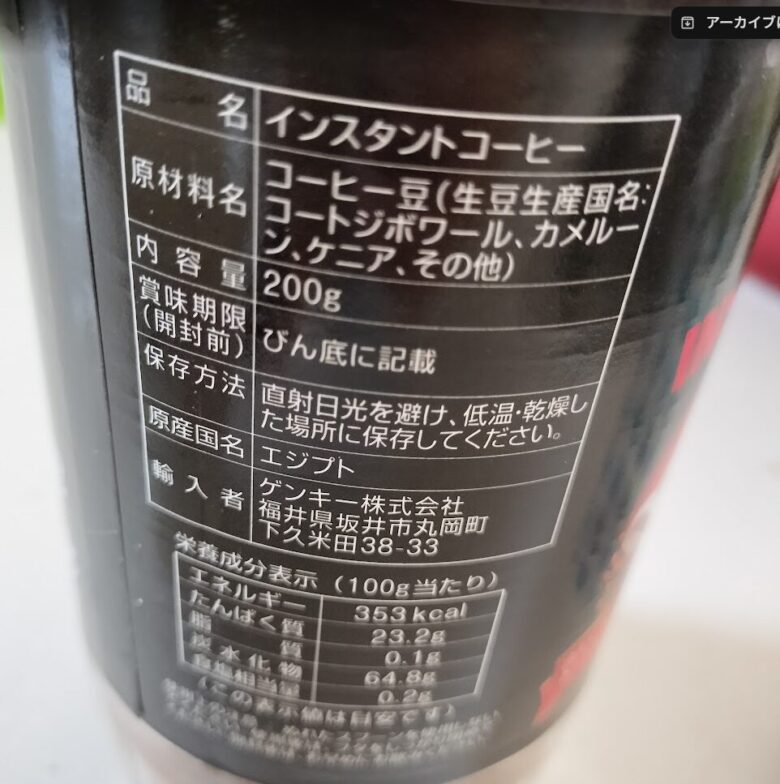 アーカイブ
品名 インスタントコーヒー
原材料名 コーヒー豆(生豆生産国名:
コートジボワール、カメルー
ン、ケニア、その他)
内容量 200g
賞味期限
(開封前) びん底に記載
保存方法 直射日光を避け、低温・乾燥し
た場所に保存してください。
原産国名 エジプト
輸入者 ゲンキー株式会社
福井県坂井市丸岡町
下久米田38-33
栄養成分表示 (100g当たり)
エネルギー 353kcal
たんぱく質 23.2g
脂質 0.1g
炭水化物 64.8g
食塩相当量 0.2g
(この表示値は目安です)